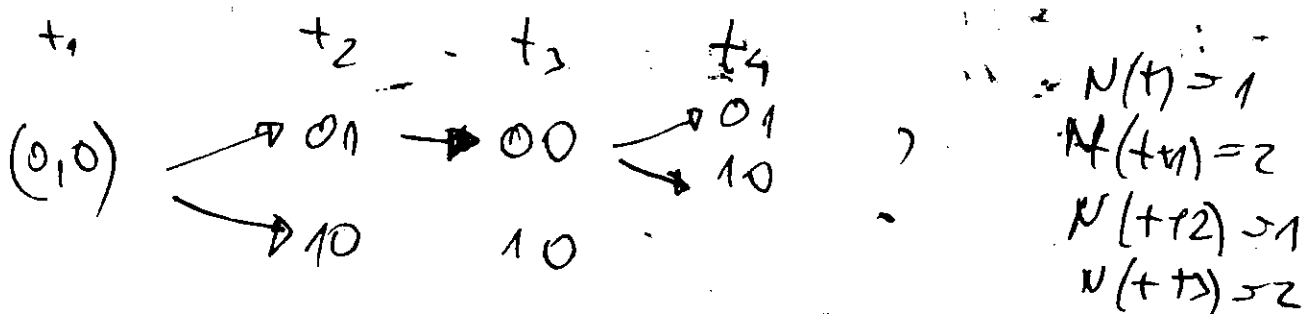 t₁ t₂ t₃ t₄
(0,0) → 01 → 00 → 01
→ 10
→ 10 10
N(t) = 1
N(t+1) = 2
N(t+2) = 1
N(t+3) = 2